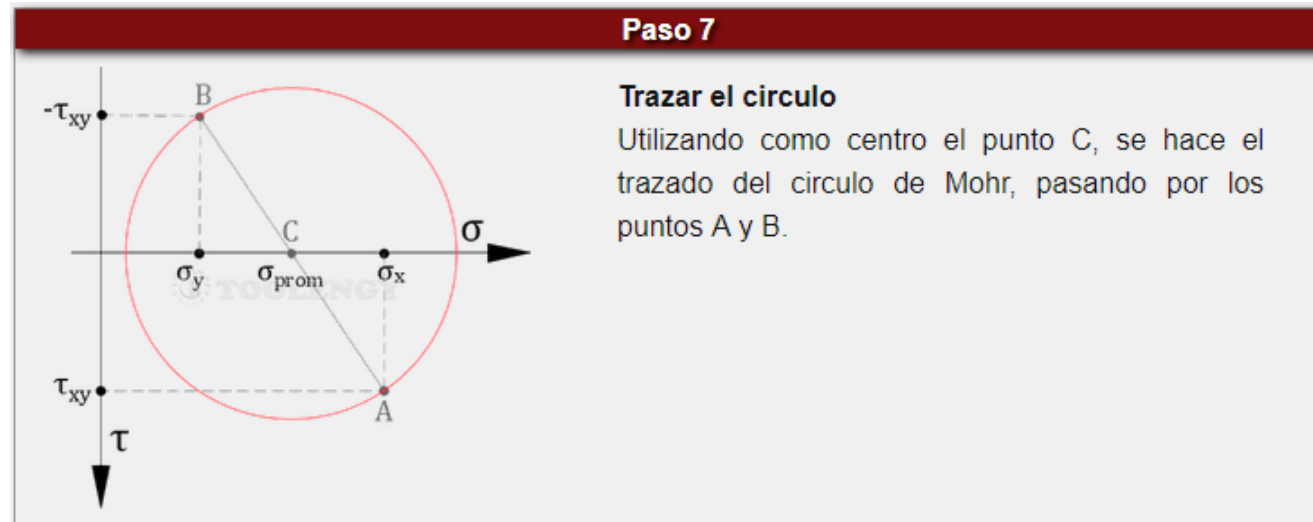 Paso 7
Trazar el circulo
Utilizando como centro el punto C, se hace el
trazado del circulo de Mohr, pasando por los
puntos A y B.
-τxy
B
C
σ
σy
σprom
σx
TOOLENGY
τxy
A
τ